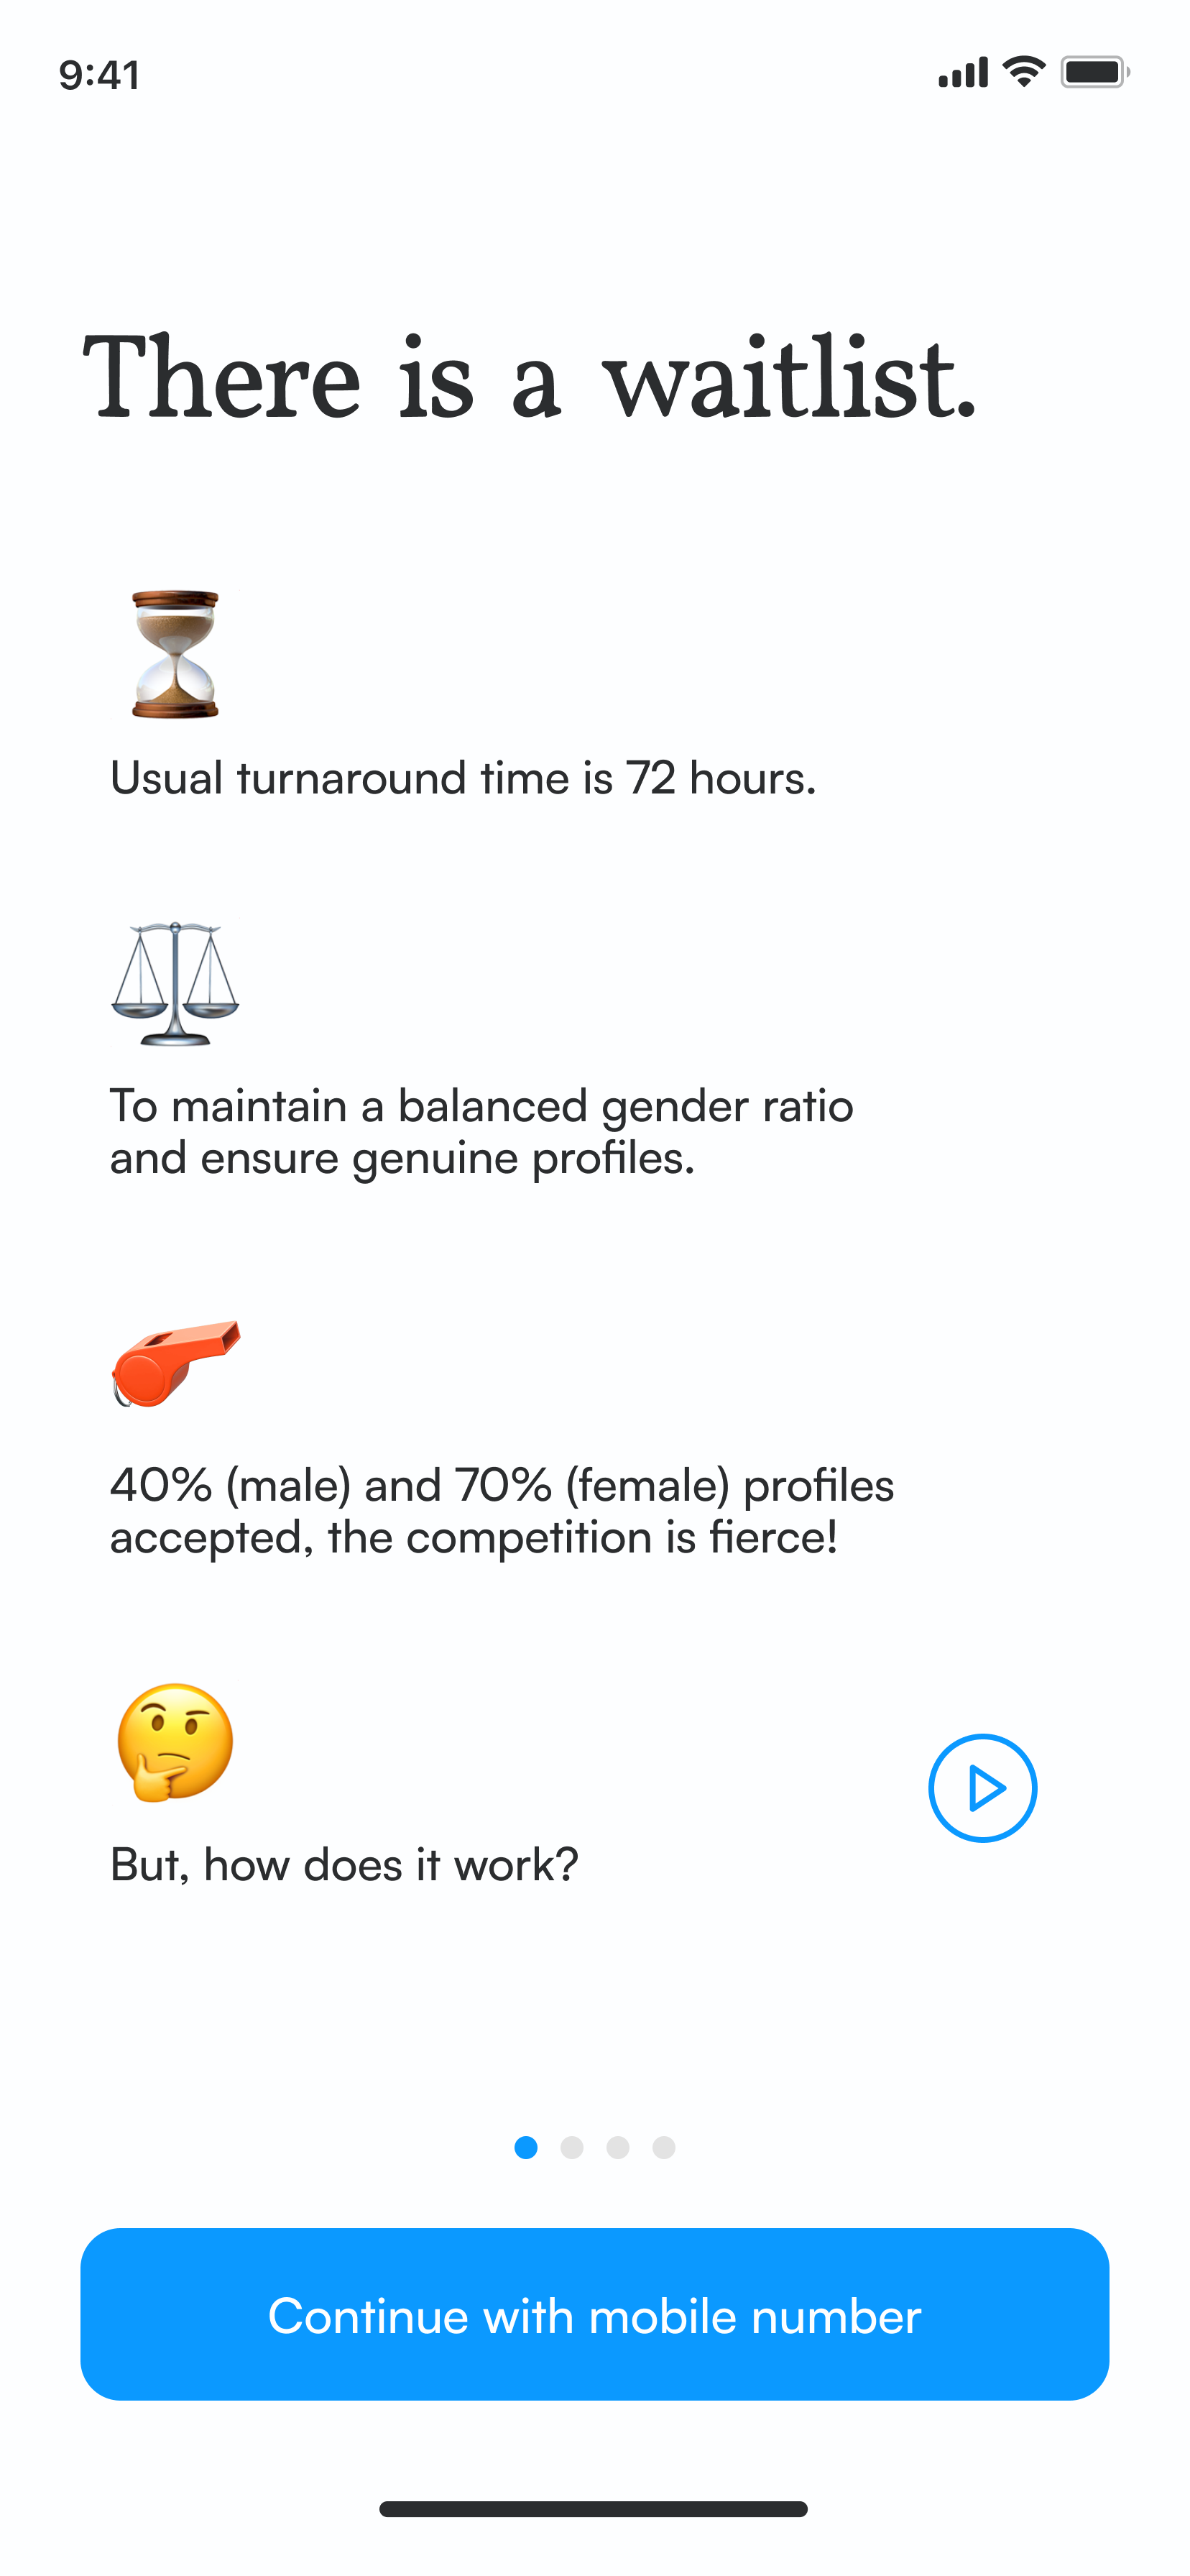 9:41
There is a waitlist.
Usual turnaround time is 72 hours.
To maintain a balanced gender ratio
and ensure genuine profiles.
40% (male) and 70% (female) profiles
accepted, the competition is fierce!
But, how does it work?
Continue with mobile number